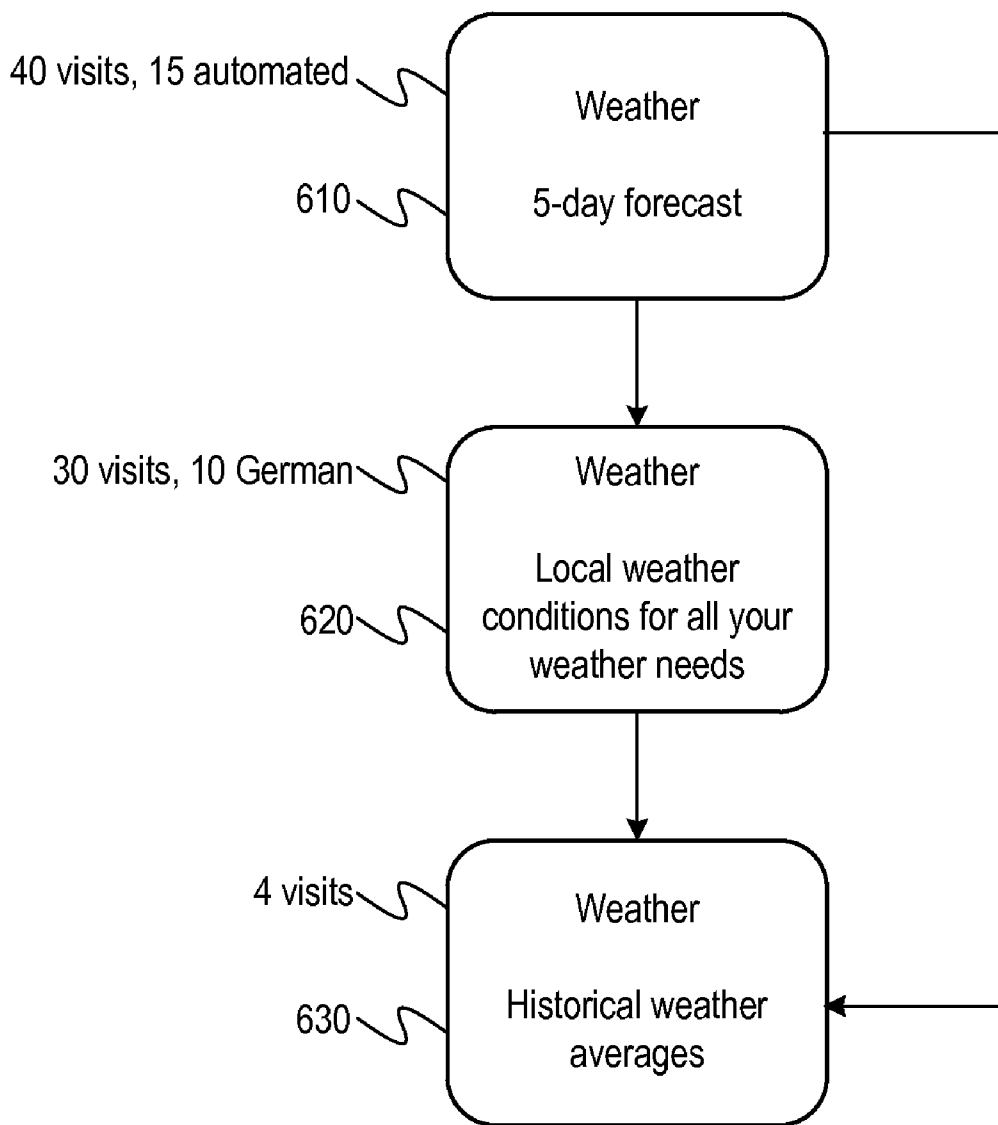 40 visits, 15 automated
Weather
610
5-day forecast
30 visits, 10 German
Weather
620
Local weather
conditions for all your
weather needs
4 visits
Weather
630
Historical weather
averages